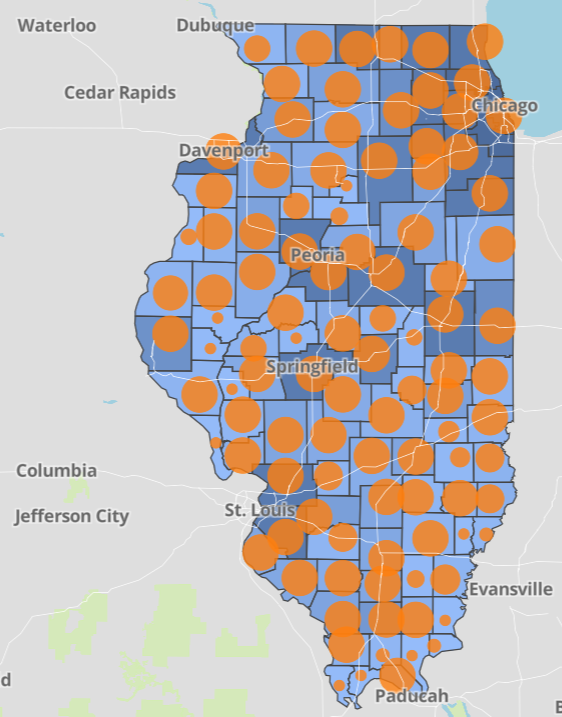 Waterloo
Dubuque
Cedar Rapids
Chicago
Davenport
Peoria
Springfield
Columbia
St. Louis
Jefferson City
Evansville
d
Paducah